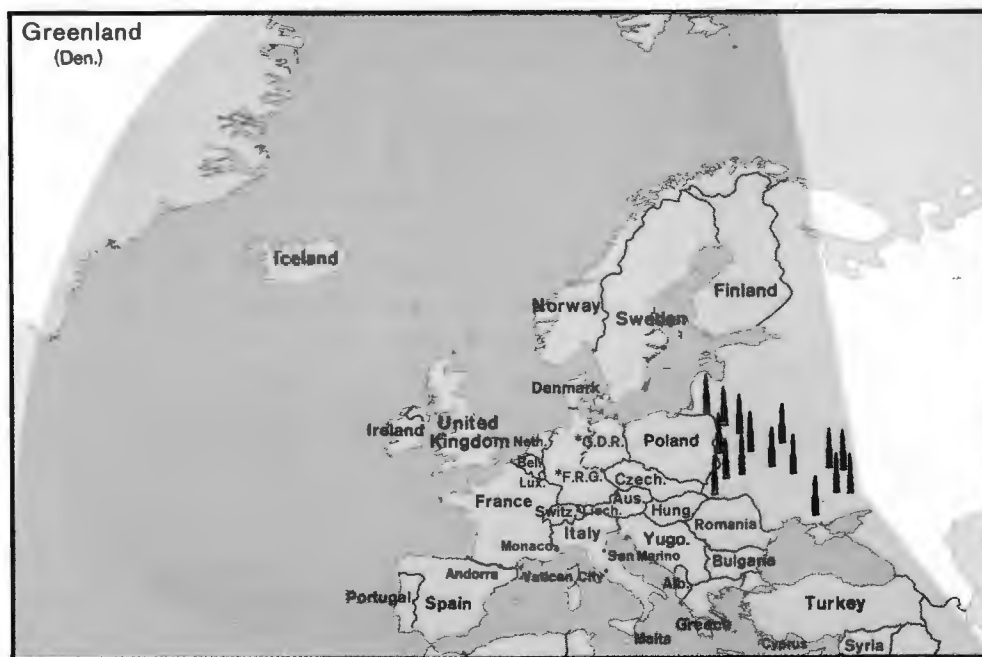 Greenland
(Den.)
Iceland
Norway
Finland
Sweden
Denmark
Ireland
United
Kingdom
Neth.
*G.D.R.
Poland
Bel.
Lux.
*F.R.G.
Czech.
France
Aus.
Switz.
*Liech.
Hung.
Romania
Italy
Yugo.
Monaco
San Marino
Bulgaria
Andorra
Vatican City
Alb.
Portugal
Spain
Turkey
Greece
Malta
Cyprus
Syria